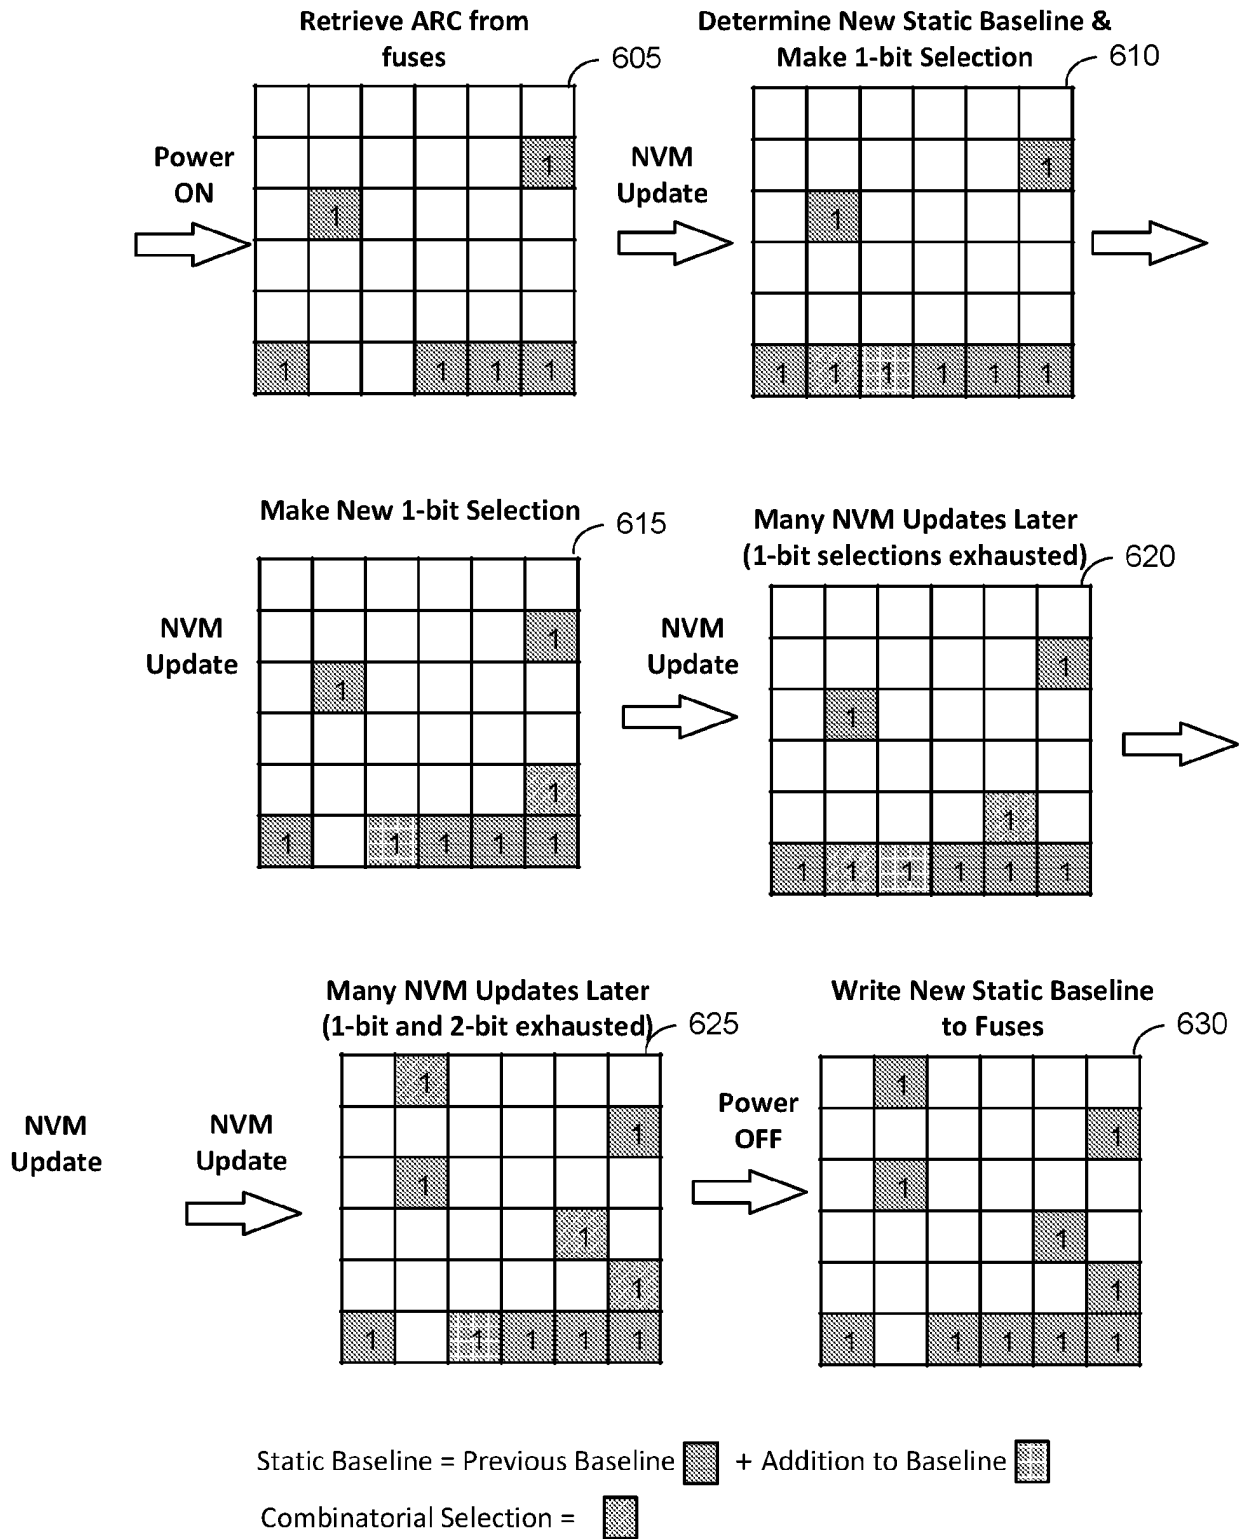 Retrieve ARC from
fuses
605
Determine New Static Baseline &
Make 1-bit Selection
610
Power
ON
1
1
1 1 1 1
NVM
Update
1
1
1 1 1 1 1 1
Make New 1-bit Selection
615
NVM
Update
1
1
1
1 1 1 1 1
Many NVM Updates Later
(1-bit selections exhausted)
620
NVM
Update
1
1
1
1 1 1 1 1 1
Many NVM Updates Later
(1-bit and 2-bit exhausted)
625
NVM
Update
NVM
Update
1
1
1
1
1
1 1 1 1 1
Write New Static Baseline
to Fuses
630
Power
OFF
1
1
1
1
1
1 1 1 1 1
Static Baseline = Previous Baseline + Addition to Baseline
Combinatorial Selection =